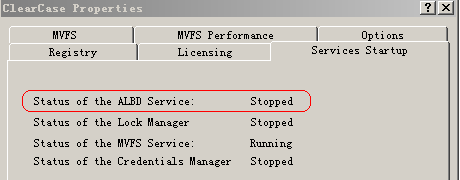 ClearCase Properties
MVFS MVFS Performance Options
Registry Licensing Services Startup
Status of the ALBD Service: Stopped
Status of the Lock Manager Stopped
Status of the MVFS Service: Running
Status of the Credentials Manager Stopped